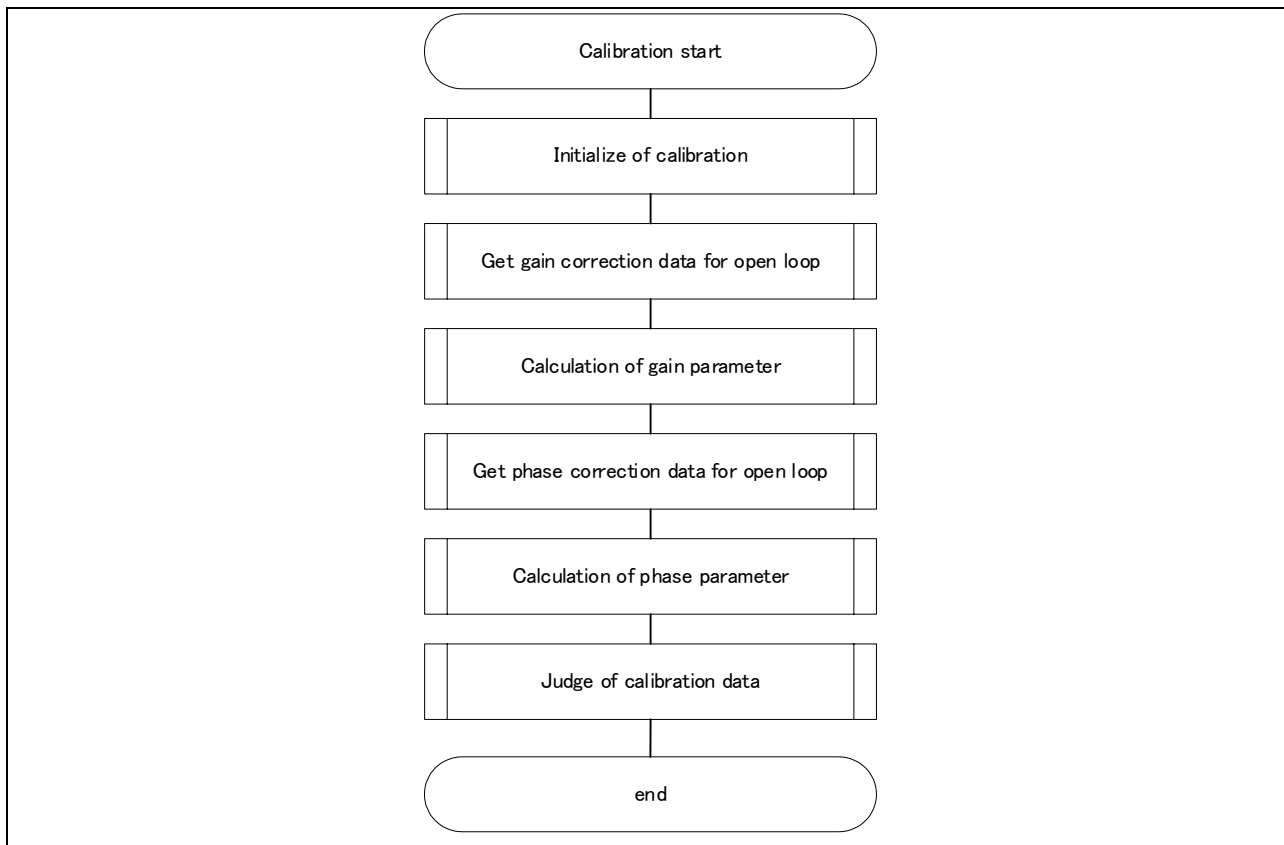 Calibration start
Initialize of calibration
Get gain correction data for open loop
Calculation of gain parameter
Get phase correction data for open loop
Calculation of phase parameter
Judge of calibration data
end